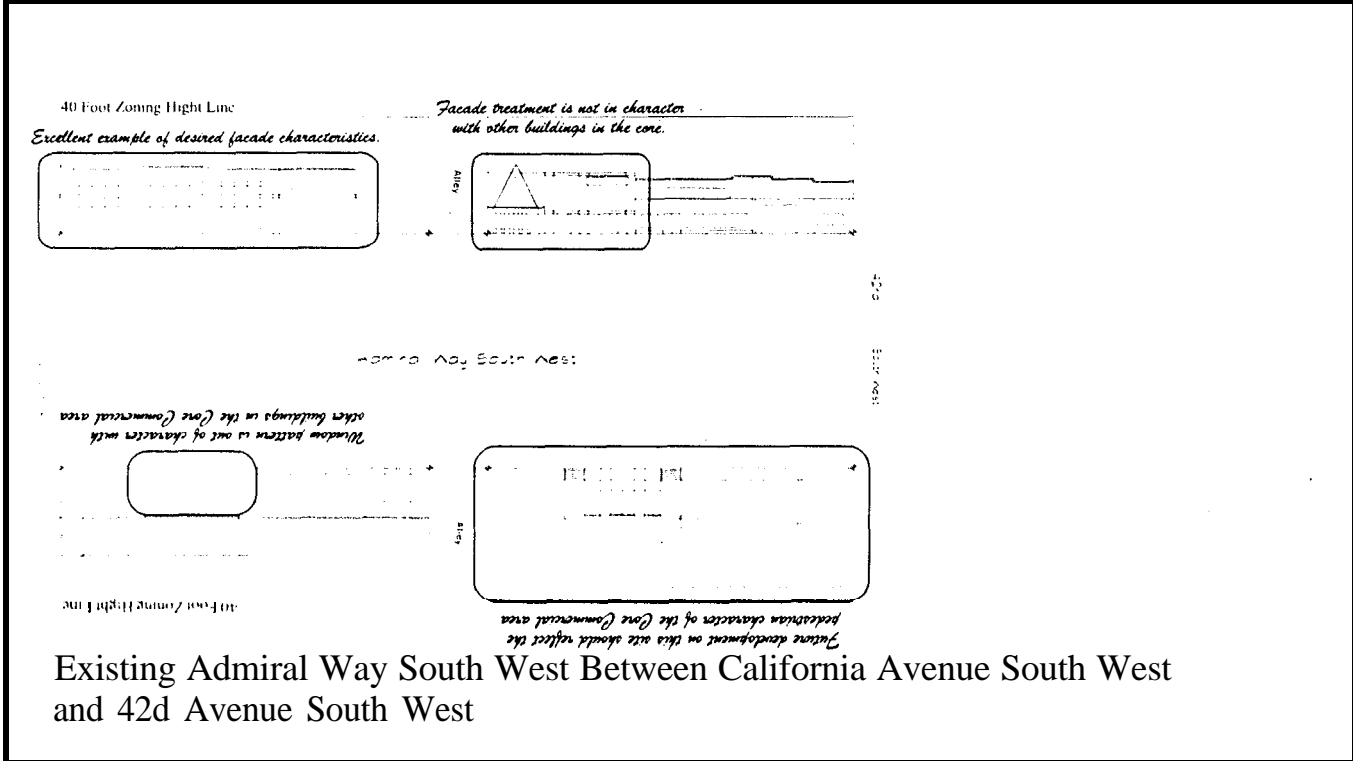 40 Foot Zoning Hight Line
Excellent example of desired facade characteristics.
Facade treatment is not in character
with other buildings in the core.
Alley
Way South West
South West
Window pattern is out of character with
other buildings in the Core Commercial area
Alley
40 Foot Zoning Hight Line
Future development on this site should reflect the
pedestrian character of the Core Commercial area
Existing Admiral Way South West Between California Avenue South West
and 42d Avenue South West